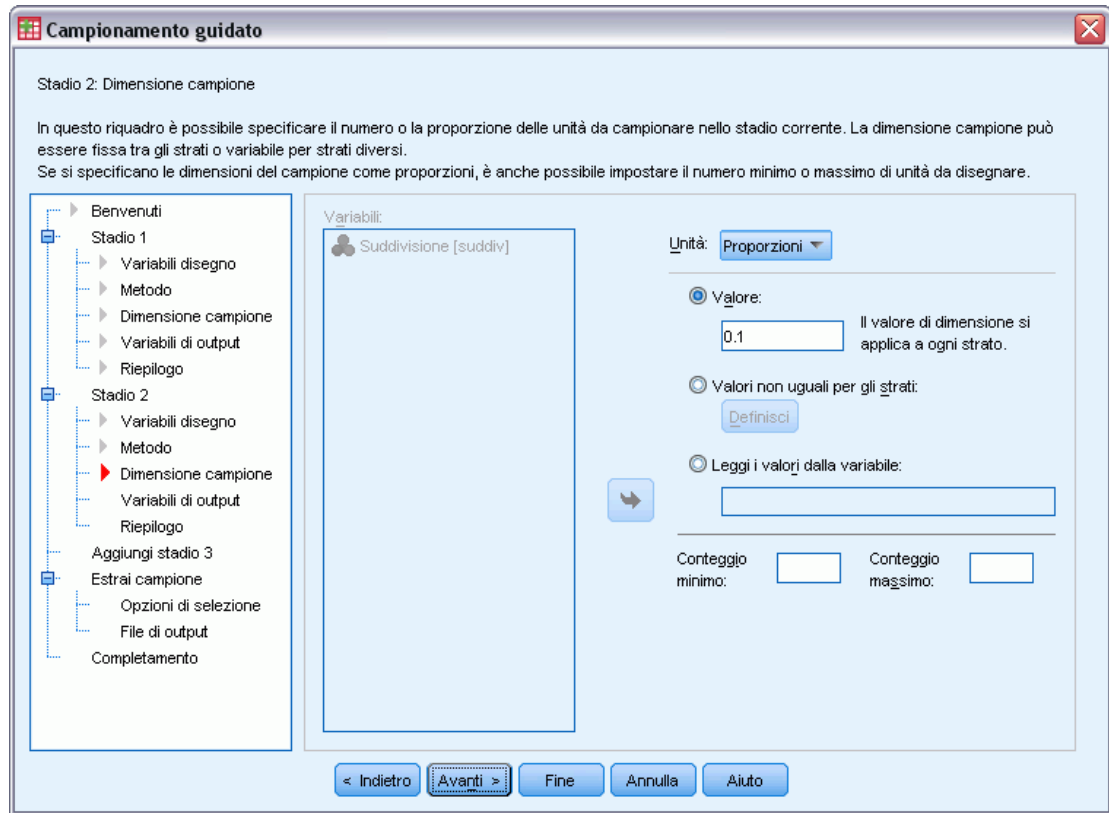 Campionamento guidato
Stadio 2: Dimensione campione
In questo riquadro è possibile specificare il numero o la proporzione delle unità da campionare nello stadio corrente. La dimensione campione può
essere fissa tra gli strati o variabile per strati diversi.
Se si specificano le dimensioni del campione come proporzioni, è anche possibile impostare il numero minimo o massimo di unità da disegnare.
Benvenuti
Stadio 1
Variabili disegno
Metodo
Dimensione campione
Variabili di output
Riepilogo
Stadio 2
Variabili disegno
Metodo
Dimensione campione
Variabili di output
Riepilogo
Aggiungi stadio 3
Estrai campione
Opzioni di selezione
File di output
Completamento
Variabili:
Suddivisione [suddiv]
Unità: Proporzioni
Valore:
0.1
Il valore di dimensione si
applica a ogni strato.
Valori non uguali per gli strati:
Definisci
Leggi i valori dalla variabile:
Conteggio
minimo:
Conteggio
massimo:
< Indietro Avanti > Fine Annulla Aiuto